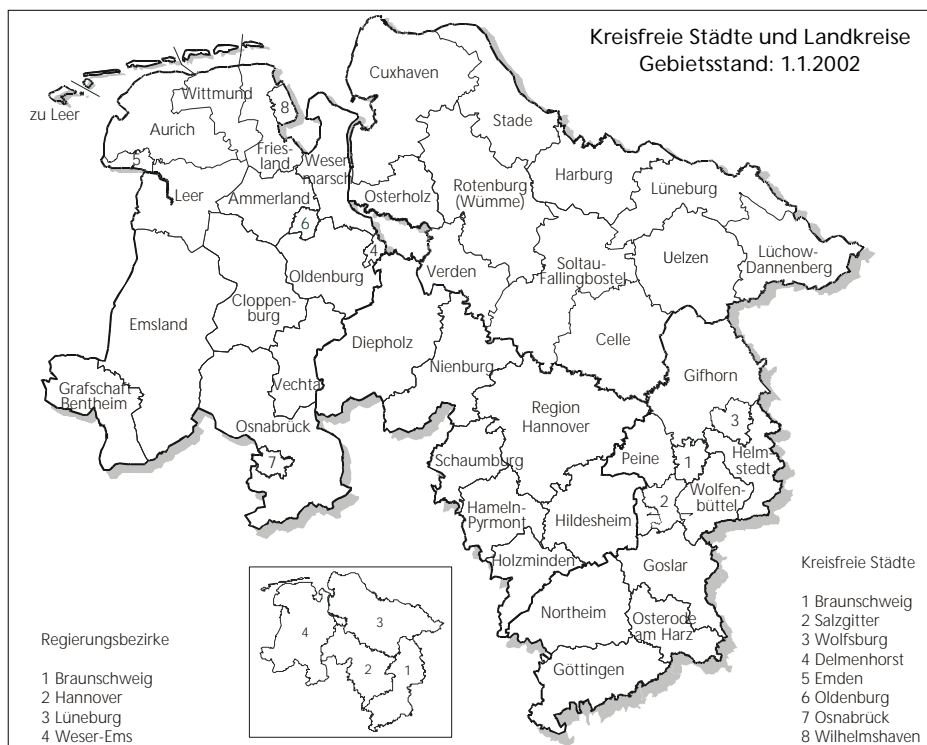 Kreisfreie Städte und Landkreise
Gebietsstand: 1.1.2002
zu Leer
Wittmund
Aurich
8
5
Fries-
land
Weser-
marsch
Leer
Ammerland
6
Cuxhaven
Stade
Osterholz
Rotenburg
(Wümme)
Harburg
Lüneburg
4
Oldenburg
Verden
Soltau-
Fallingbostel
Uelzen
Lüchow-
Dannenberg
Emsland
Cloppen-
burg
Diepholz
Celle
Nienburg
Gifhorn
Grafschaft
Bentheim
Vechta
Osnabrück
7
Region
Hannover
3
Schaumburg
Peine
1
Helm-
stedt
2
Wolfen-
büttel
Hameln-
Pyrmont
Hildesheim
Holzminden
Goslar
Northeim
Osterode
am Harz
Göttingen
Regierungsbezirke
1 Braunschweig
2 Hannover
3 Lüneburg
4 Weser-Ems
4
3
2
1
Kreisfreie Städte
1 Braunschweig
2 Salzgitter
3 Wolfsburg
4 Delmenhorst
5 Emden
6 Oldenburg
7 Osnabrück
8 Wilhelmshaven